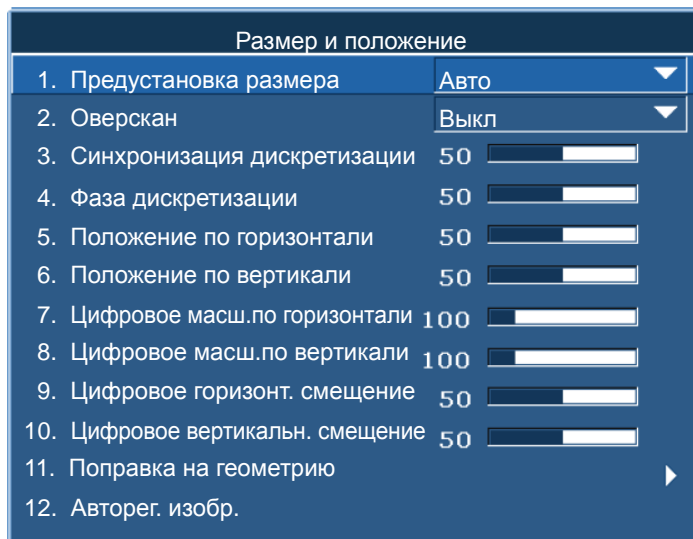 Размер и положение
1. Предустановка размера Авто
2. Оверскан Выкл
3. Синхронизация дискретизации 50
4. Фаза дискретизации 50
5. Положение по горизонтали 50
6. Положение по вертикали 50
7. Цифровое масш.по горизонтали 100
8. Цифровое масш.по вертикали 100
9. Цифровое горизонт. смещение 50
10. Цифровое вертикальн. смещение 50
11. Поправка на геометрию
12. Авторег. изобр.